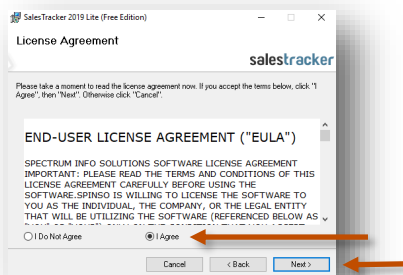 SalesTracker 2019 Lite (Free Edition)
License Agreement
salestracker
Please take a moment to read the license agreement now. If you accept the terms below, click "I
Agree", then "Next". Otherwise click "Cancel".
END-USER LICENSE AGREEMENT ("EULA")
SPECTRUM INFO SOLUTIONS SOFTWARE LICENSE AGREEMENT
IMPORTANT: PLEASE READ THE TERMS AND CONDITIONS OF THIS
LICENSE AGREEMENT CAREFULLY BEFORE USING THE
SOFTWARE.SPINSO IS WILLING TO LICENSE THE SOFTWARE TO
YOU AS THE INDIVIDUAL, THE COMPANY, OR THE LEGAL ENTITY
THAT WILL BE UTILIZING THE SOFTWARE (REFERENCED BELOW AS
I Do Not Agree
I Agree
Cancel
< Back
Next >